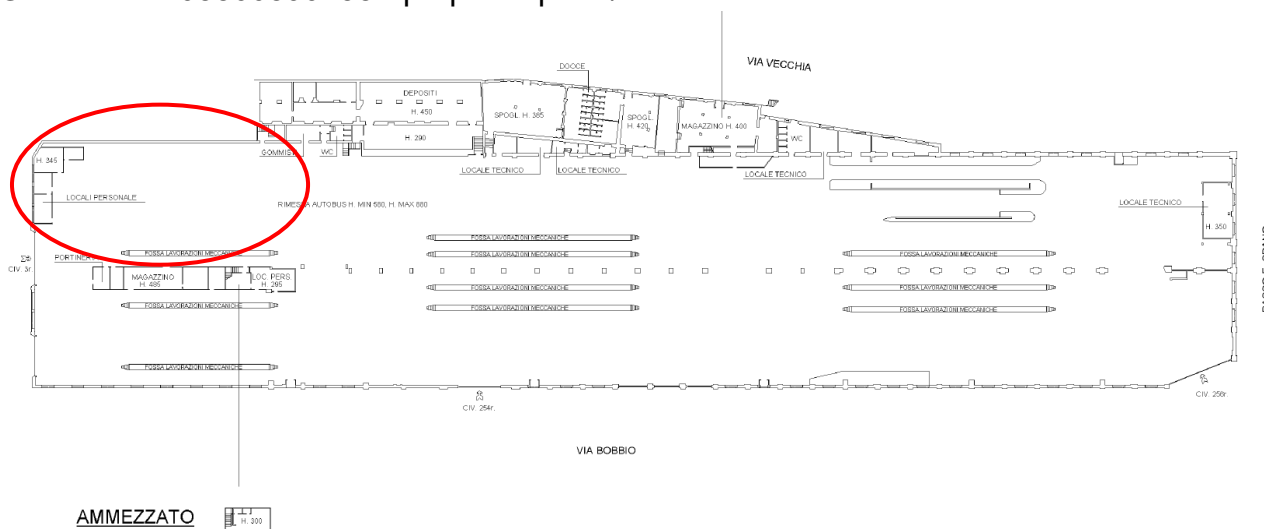 VIA VECCHIA
DOCCE
DEPOSITI
H. 450
SPOGL. H. 385
SPOGL.
H. 420
MAGAZZINO H. 400
WC
H. 290
GOMMISTA
WC
H. 345
LOCALE TECNICO
LOCALE TECNICO
LOCALE TECNICO
LOCALI PERSONALE
RIMESSA AUTOBUS H. MIN 580, H. MAX 880
LOCALE TECNICO
H. 350
FOSSA LAVORAZIONI MECCANICHE
FOSSA LAVORAZIONI MECCANICHE
FOSSA LAVORAZIONI MECCANICHE
FOSSA LAVORAZIONI MECCANICHE
PORTINERIA
CIV. 3r.
MAGAZZINO
H. 485
LOC. PERS.
H. 295
FOSSA LAVORAZIONI MECCANICHE
FOSSA LAVORAZIONI MECCANICHE
FOSSA LAVORAZIONI MECCANICHE
FOSSA LAVORAZIONI MECCANICHE
FOSSA LAVORAZIONI MECCANICHE
FOSSA LAVORAZIONI MECCANICHE
CIV. 254r.
CIV. 256r.
VIA BOBBIO
AMMEZZATO
H. 300